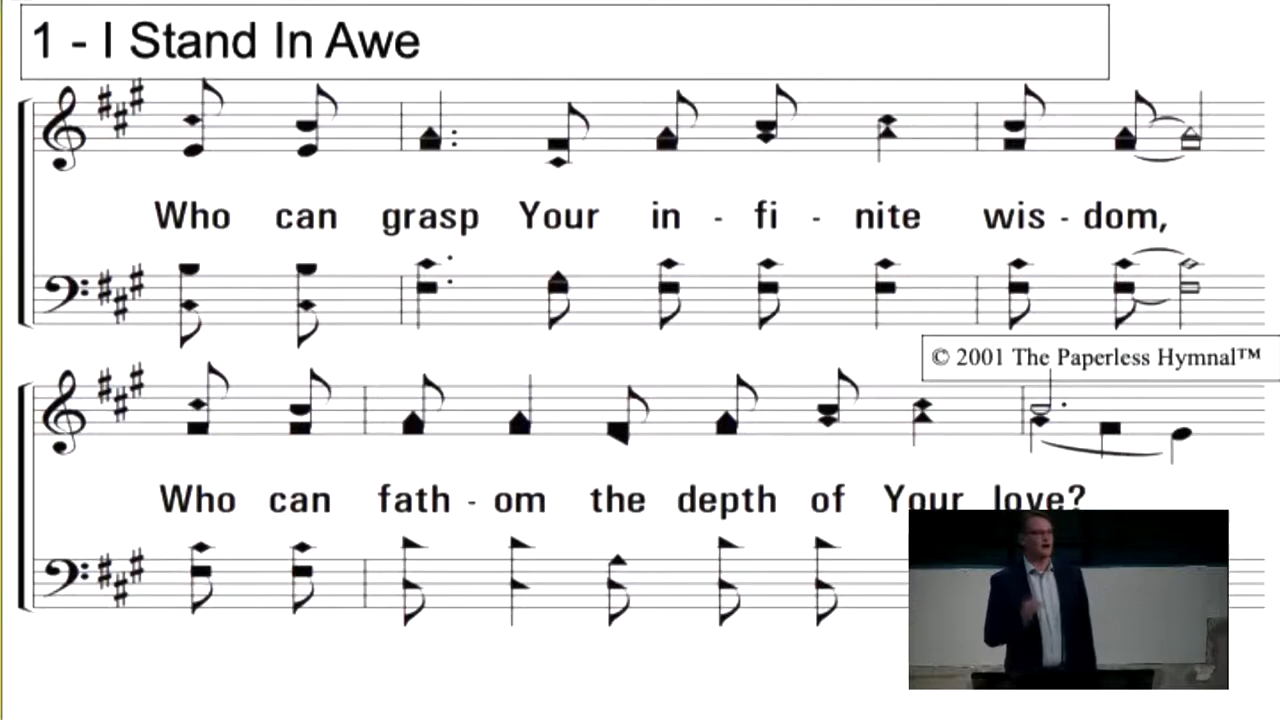 1 - I Stand In Awe
Who can grasp Your in - fi - nite wis - dom,
© 2001 The Paperless Hymnal™
Who can fath - om the depth of Your love?